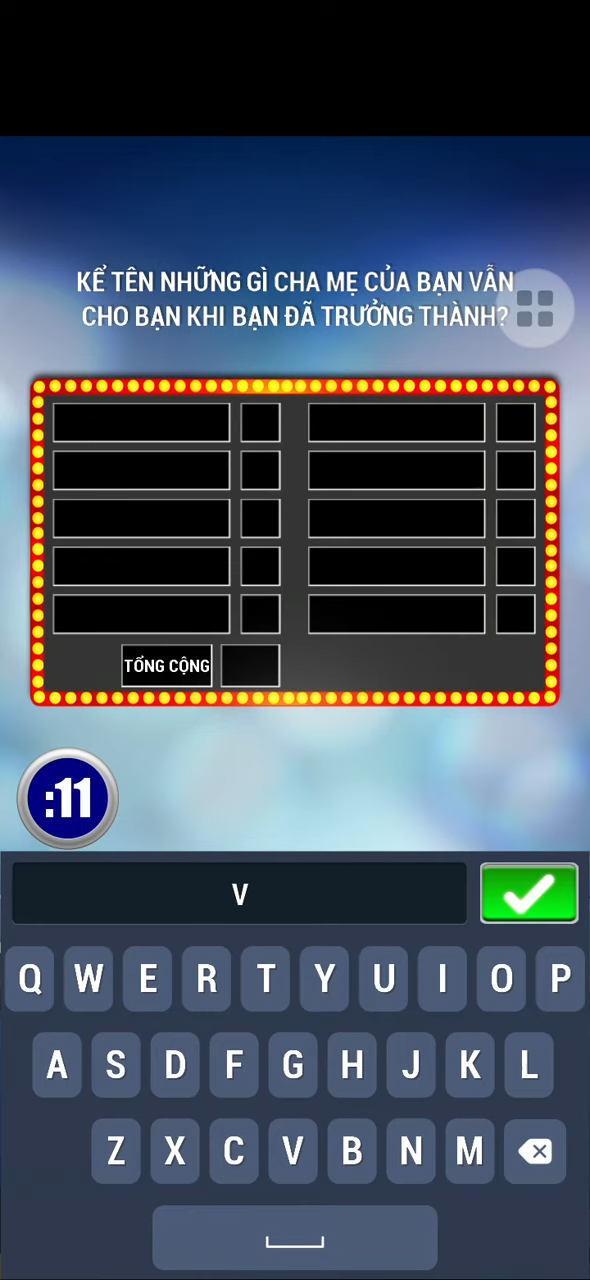 KỂ TÊN NHỮNG GÌ CHA MẸ CỦA BẠN VẪN
CHO BẠN KHI BẠN ĐÃ TRƯỞNG THÀNH?
TỔNG CỘNG
:11
V
Q W E R T Y U I O P
A S D F G H J K L
Z X C V B N M